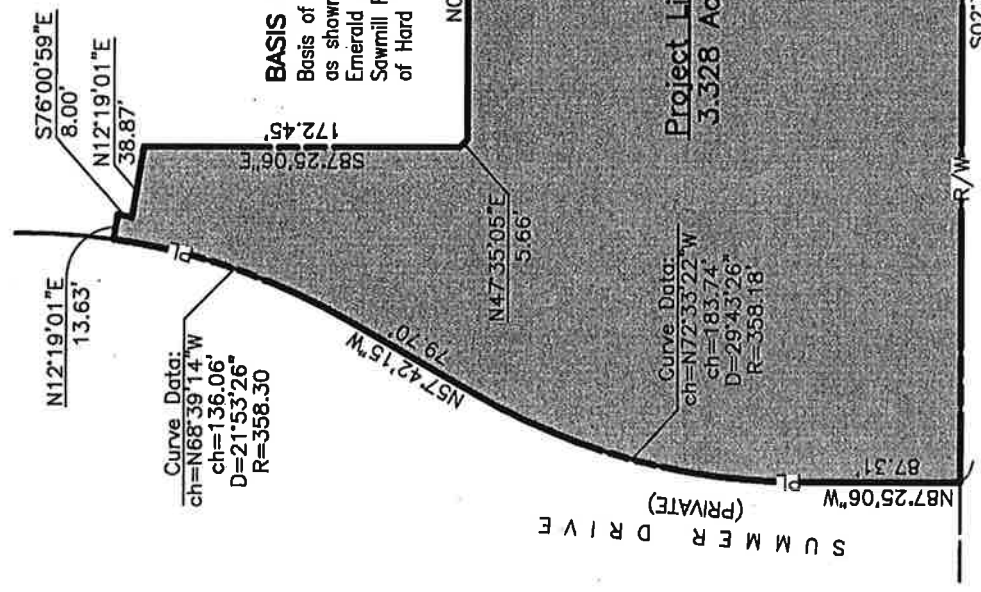 S76°00'59"E
8.00'
N12°19'01"E
38.87'
N12°19'01"E
13.63'
BASIS
Basis of
as shown
Emerald
Sawmill
of Hard
172.45'
S87°25'06"E
Curve Data:
ch=N68°39'14"W
ch=136.06'
D=21°53'26"
R=358.30
PL
N57°42'15"W
79.70'
N47°35'05"E
5.66'
Project Li
3.328 Ac
Curve Data:
ch=N72°33'22"W
ch=183.74'
D=29°43'26"
R=358.18'
PL
R/W
N87°25'06"W
87.31'
SUMMER DRIVE
(PRIVATE)